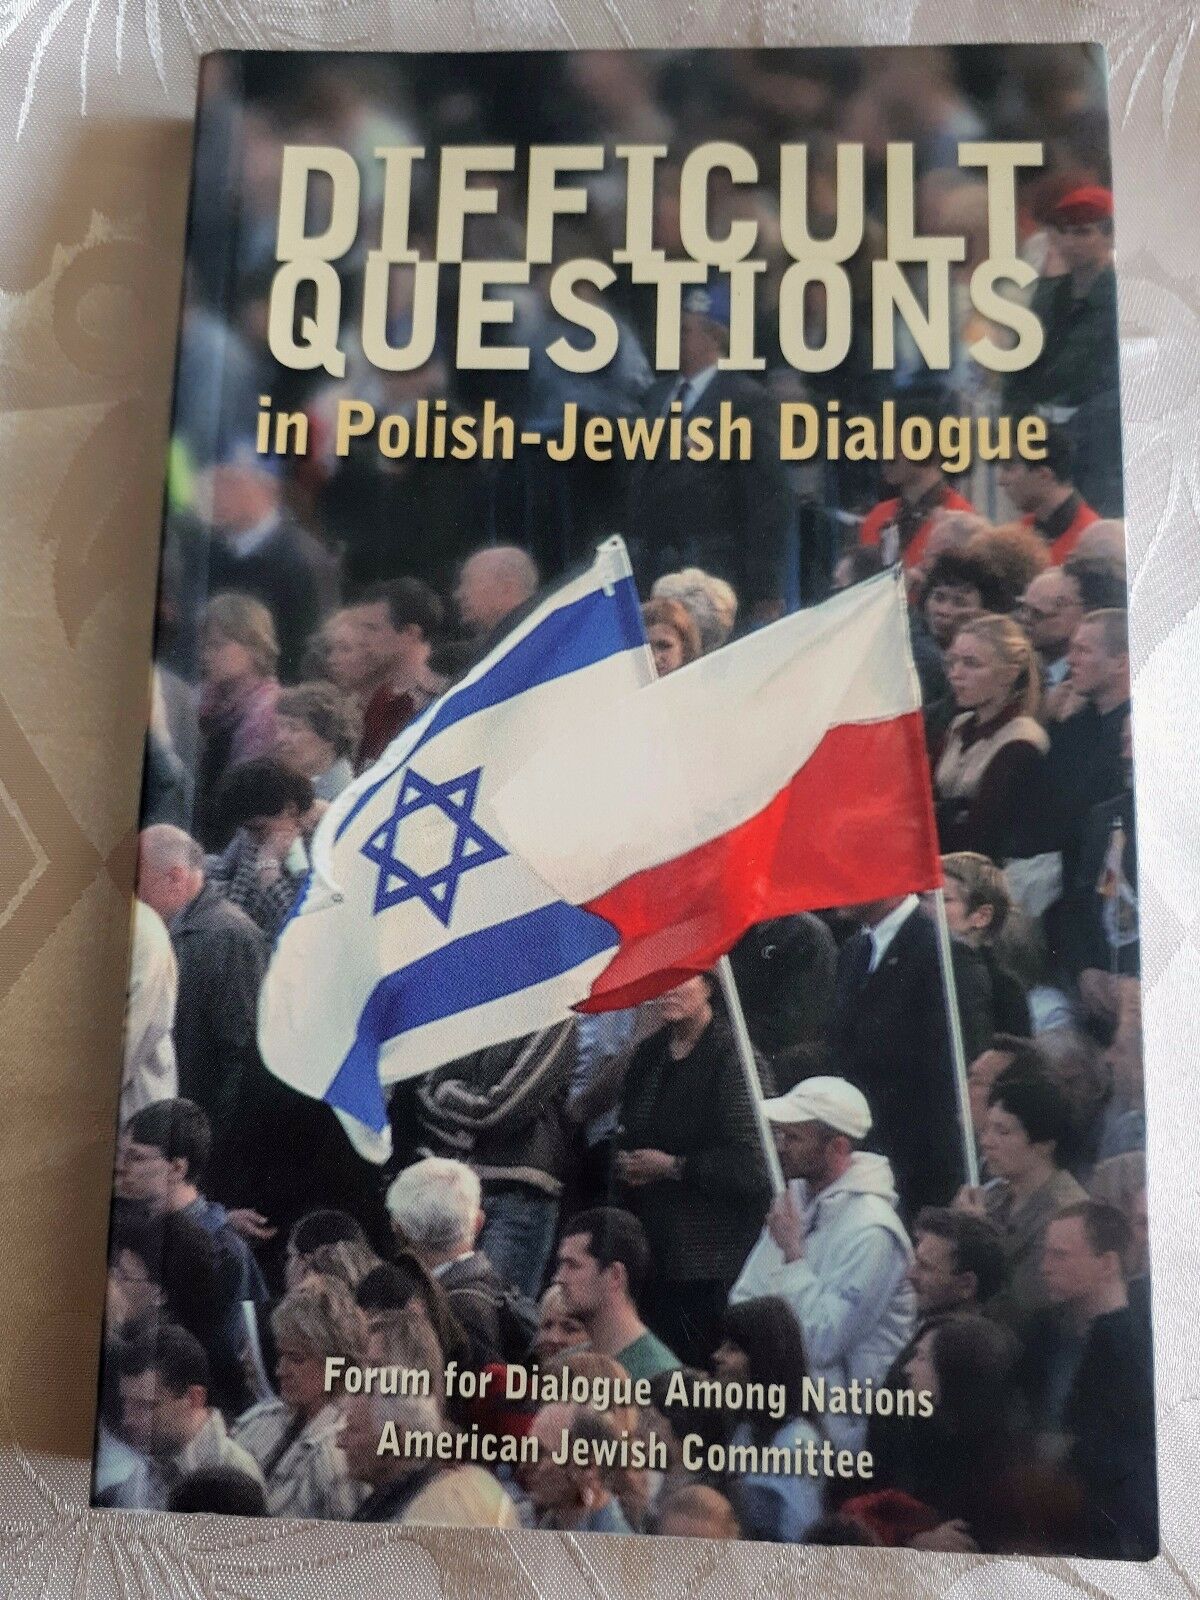 DIFFICULT
QUESTIONS
in Polish-Jewish Dialogue
Forum for Dialogue Among Nations
American Jewish Committee